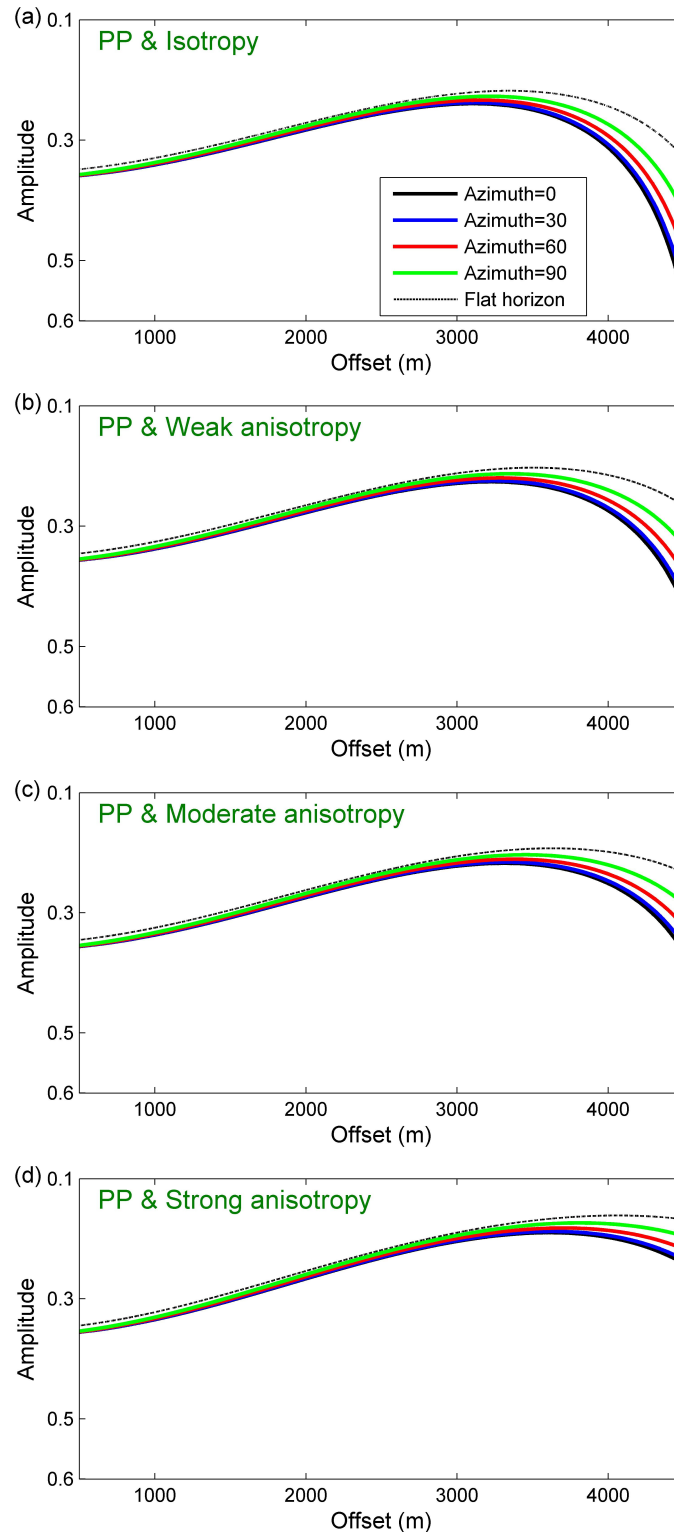 (a)
PP & Isotropy
0.1
0.3
0.5
0.6
Amplitude
Azimuth=0
Azimuth=30
Azimuth=60
Azimuth=90
Flat horizon
1000 2000 3000 4000
Offset (m)
(b)
PP & Weak anisotropy
0.1
0.3
0.5
0.6
Amplitude
1000 2000 3000 4000
Offset (m)
(c)
PP & Moderate anisotropy
0.1
0.3
0.5
0.6
Amplitude
1000 2000 3000 4000
Offset (m)
(d)
PP & Strong anisotropy
0.1
0.3
0.5
0.6
Amplitude
1000 2000 3000 4000
Offset (m)